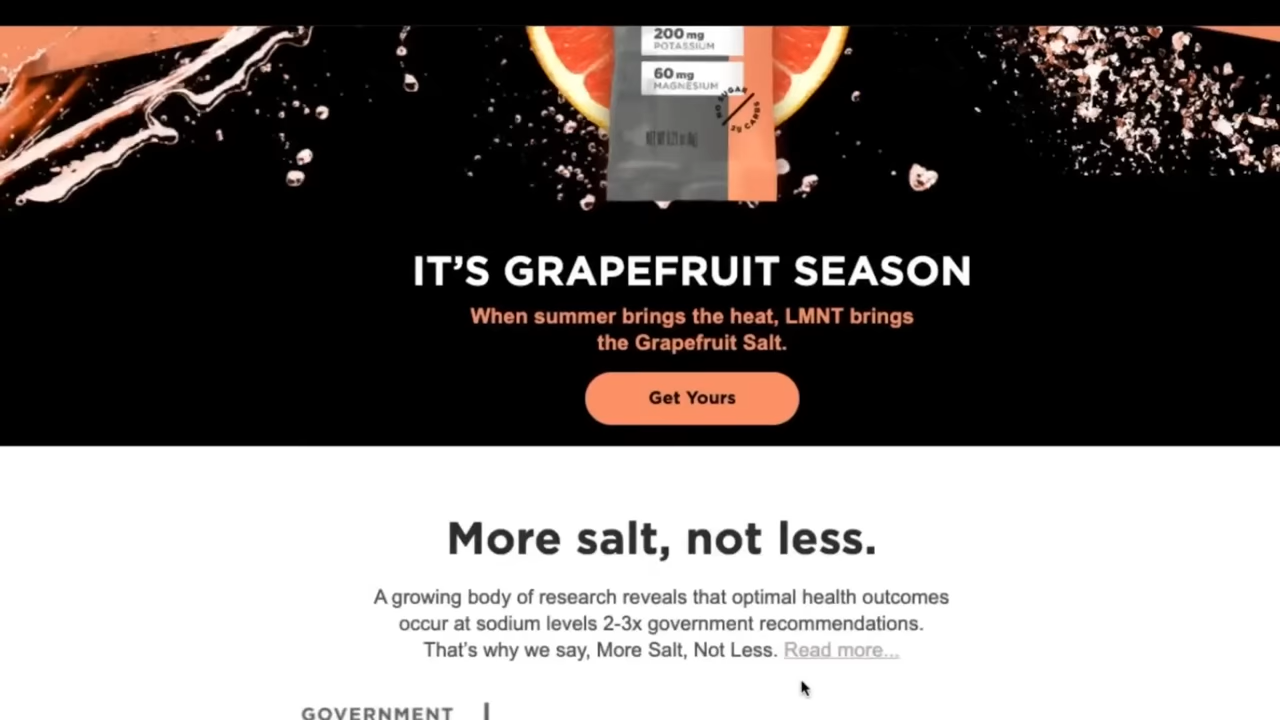 200 mg
POTASSIUM
60 mg
MAGNESIUM
NO SUGAR
IT’S GRAPEFRUIT SEASON
When summer brings the heat, LMNT brings
the Grapefruit Salt.
Get Yours
More salt, not less.
A growing body of research reveals that optimal health outcomes
occur at sodium levels 2-3x government recommendations.
That’s why we say, More Salt, Not Less. Read more...
GOVERNMENT